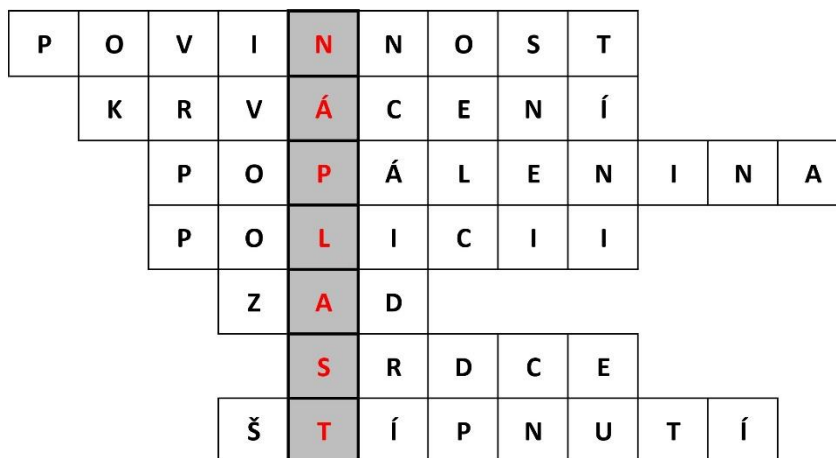 POVINNOST
KRVÁCENÍ
POPÁLENINA
POLICII
ZAD
SRDCE
ŠTÍPNUTÍ